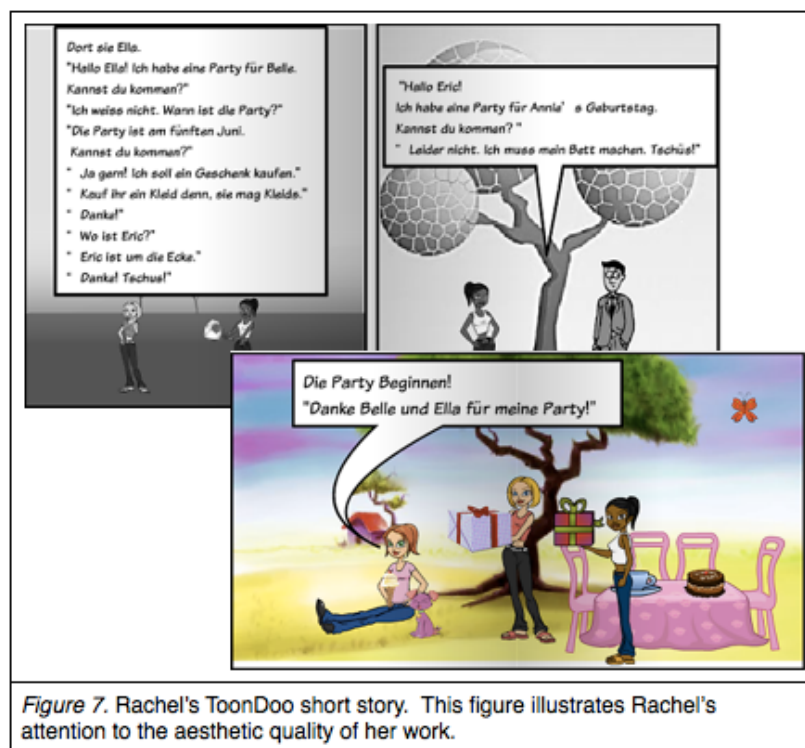 Dort sie Ella.
"Hallo Ella! Ich habe eine Party für Belle.
Kannst du kommen?"
"Ich weiss nicht. Wann ist die Party?"
"Die Party ist am fünften Juni.
Kannst du kommen?"
" Ja gern! Ich soll ein Geschenk kaufen."
" Kauf ihr ein Kleid denn, sie mag Kleids."
" Danke!"
" Wo ist Eric?"
" Eric ist um die Ecke."
" Danke! Tschus!"
"Hallo Eric!
Ich habe eine Party für Annie' s Geburtstag.
Kannst du kommen? "
" Leider nicht. Ich muss mein Bett machen. Tschüs!"
Die Party Beginnen!
"Danke Belle und Ella für meine Party!"
Figure 7. Rachel's ToonDoo short story. This figure illustrates Rachel's
attention to the aesthetic quality of her work.